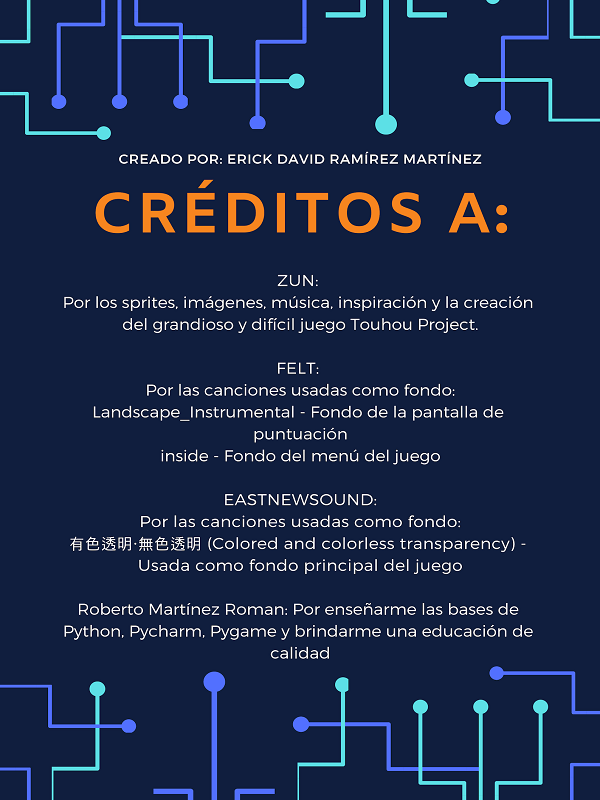 CREADO POR: ERICK DAVID RAMÍREZ MARTÍNEZ
CRÉDITOS A:
ZUN:
Por los sprites, imágenes, música, inspiración y la creación
del grandioso y difícil juego Touhou Project.
FELT:
Por las canciones usadas como fondo:
Landscape_Instrumental - Fondo de la pantalla de
puntuación
inside - Fondo del menú del juego
EASTNEWSOUND:
Por las canciones usadas como fondo:
有色透明·無色透明 (Colored and colorless transparency) -
Usada como fondo principal del juego
Roberto Martínez Roman: Por enseñarme las bases de
Python, Pycharm, Pygame y brindarme una educación de
calidad